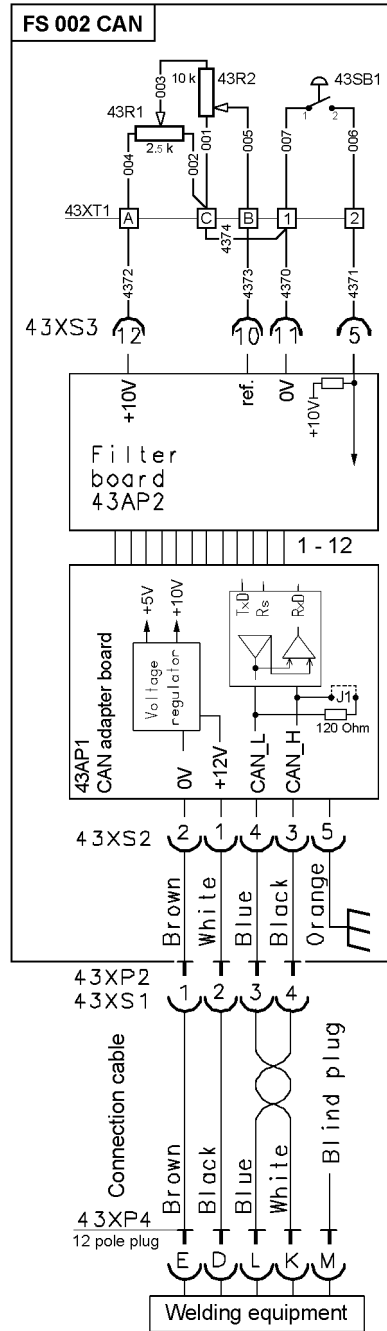 FS 002 CAN
003
10 k
43R2
43SB1
43R1
1 2
004
2.5 k
002
001
005
007
006
43XT1
A C B 1 2
4374
4372
4373
4370
4371
43XS3
12 10 11 5
+10V
ref.
0V
+10V
Filter
board
43AP2
1 - 12
+5V
+10V
TxD
Rs
RxD
Voltage
regulator
J1
120 Ohm
43AP1
CAN adapter board
0V
+12V
CAN_L
CAN_H
43XS2
2 1 4 3 5
Brown
White
Blue
Black
Orange
43XP2
43XS1
1 2 3 4
Connection cable
Brown
Black
Blue
White
Blind plug
43XP4
12 pole plug
E D L K M
Welding equipment